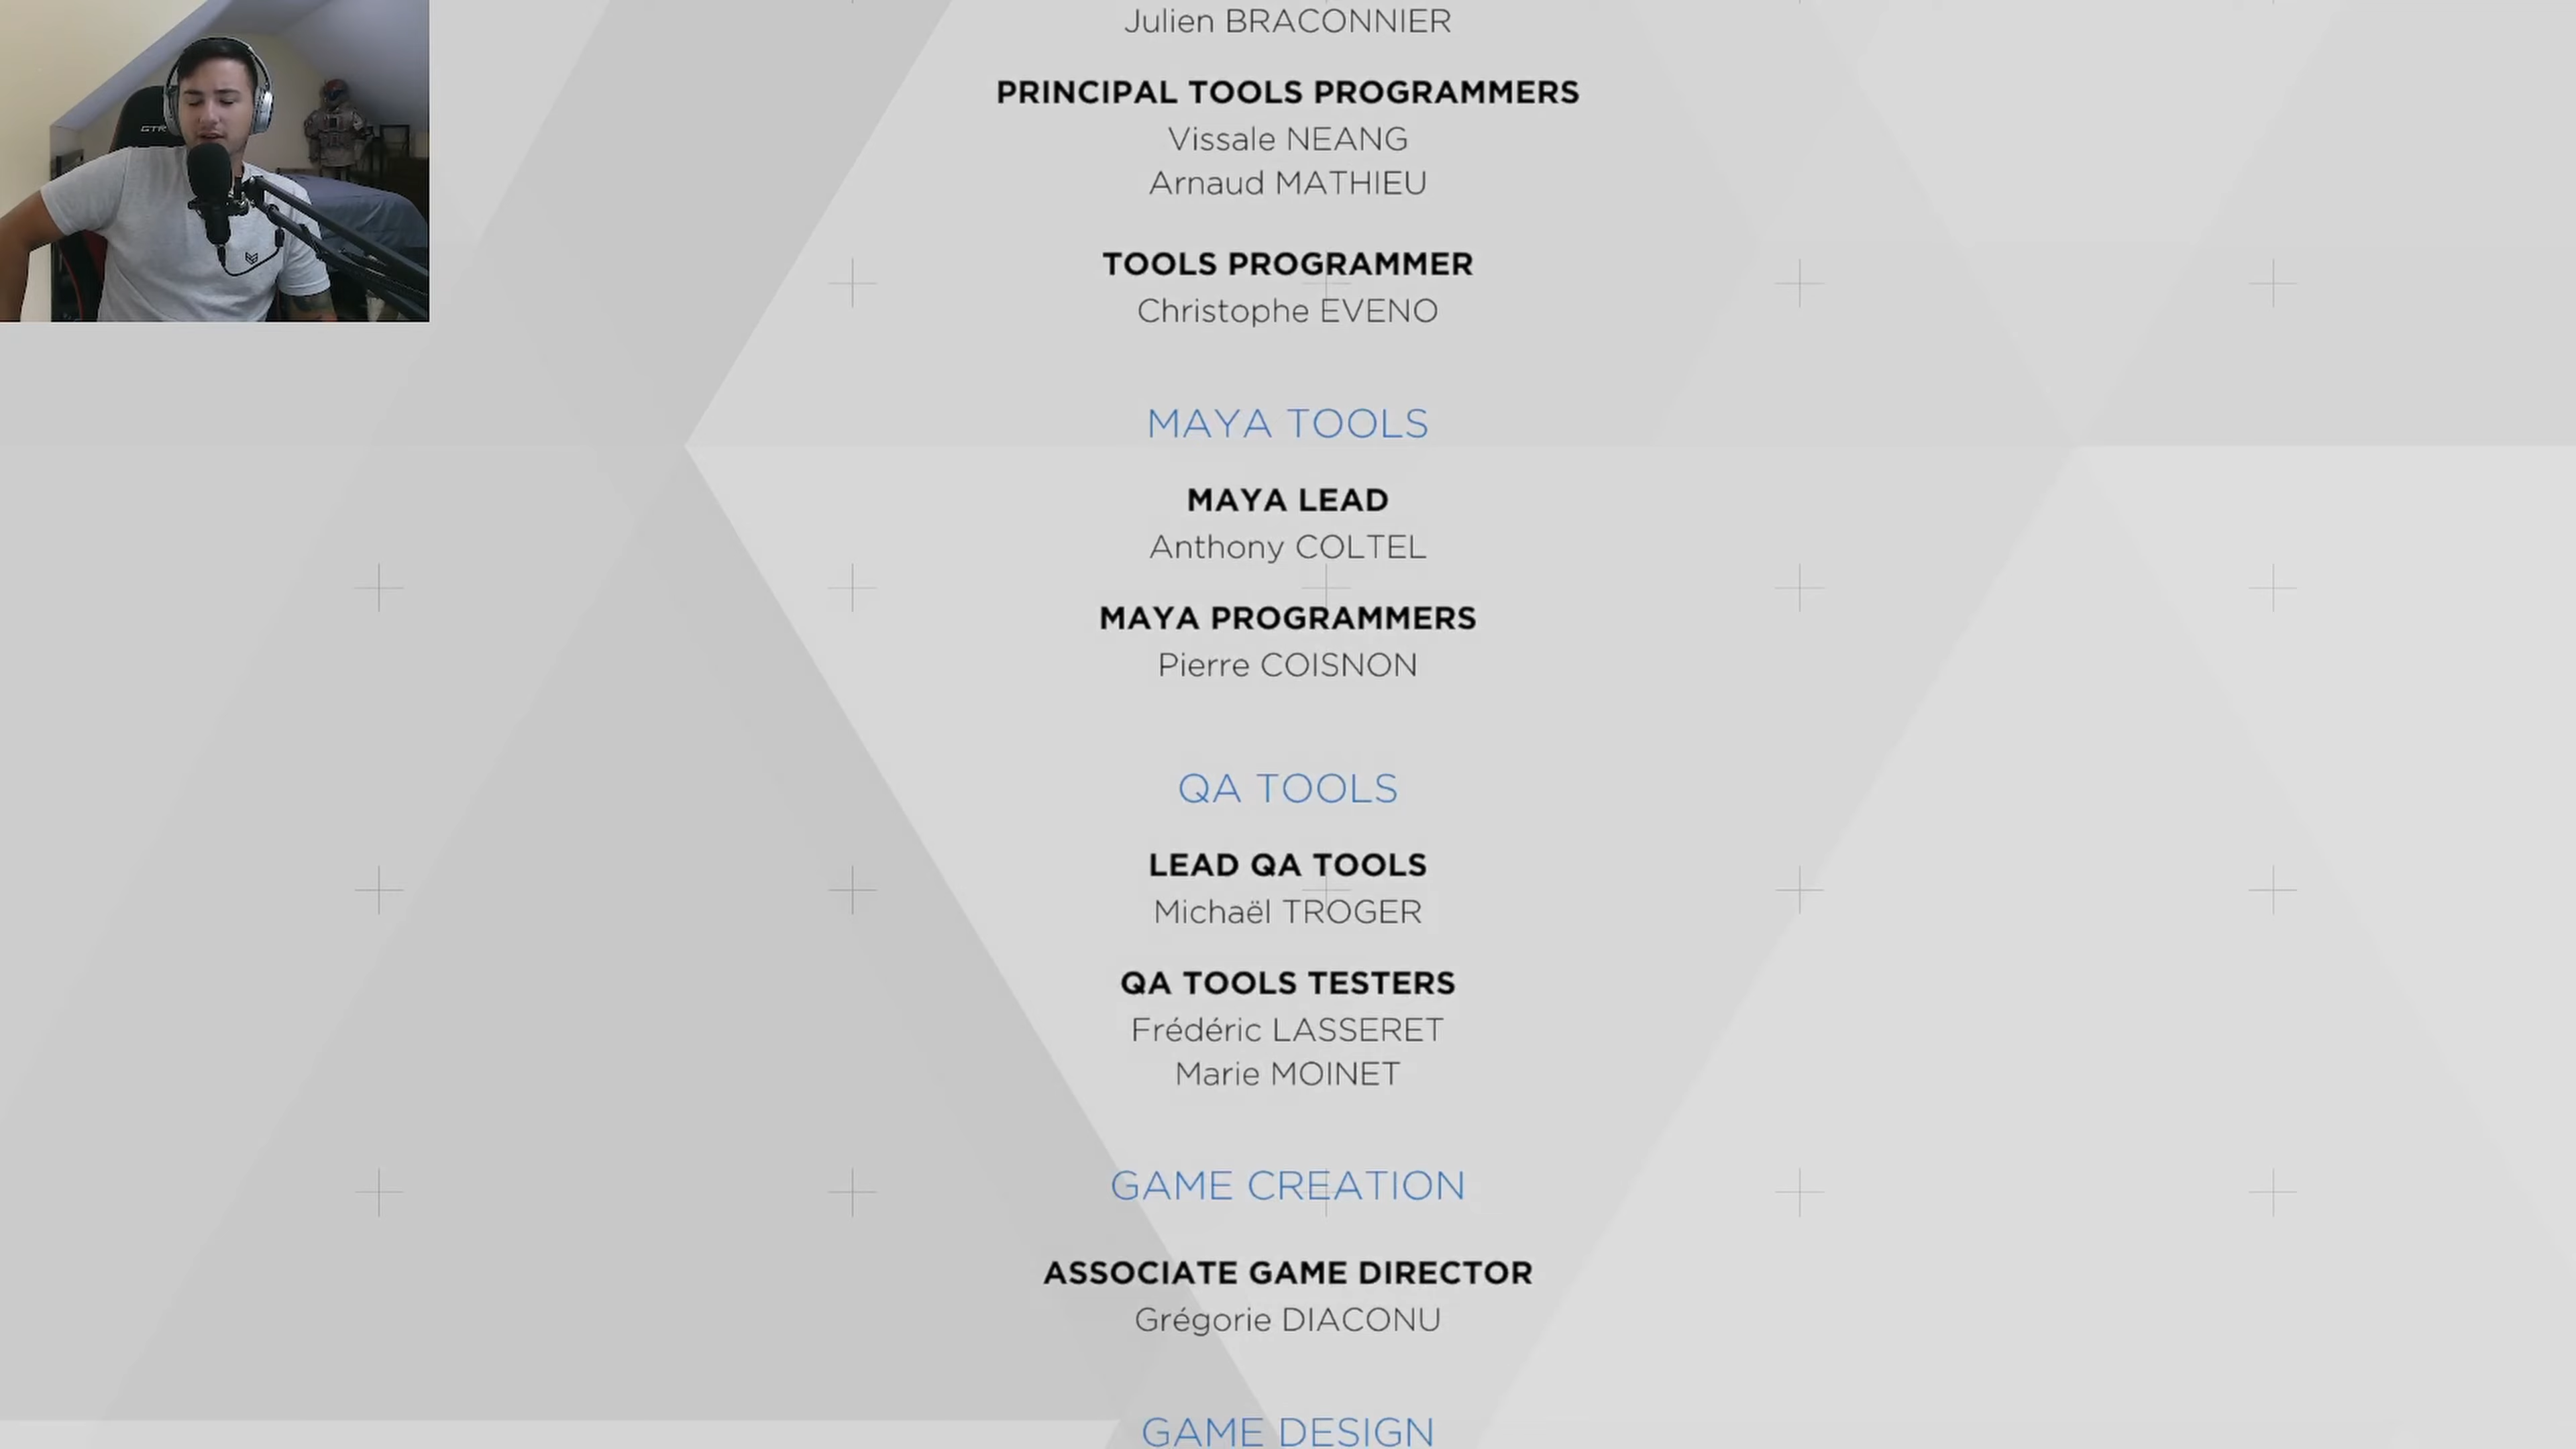 Julien BRACONNIER
PRINCIPAL TOOLS PROGRAMMERS
Vissale NEANG
Arnaud MATHIEU
TOOLS PROGRAMMER
Christophe EVENO
MAYA TOOLS
MAYA LEAD
Anthony COLTEL
MAYA PROGRAMMERS
Pierre COISNON
QA TOOLS
LEAD QA TOOLS
Michaël TROGER
QA TOOLS TESTERS
Frédéric LASSERET
Marie MOINET
GAME CREATION
ASSOCIATE GAME DIRECTOR
Grégorie DIACONU
GAME DESIGN